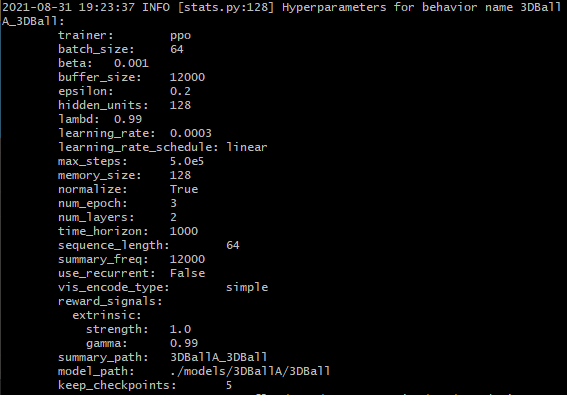 2021-08-31 19:23:37 INFO [stats.py:128] Hyperparameters for behavior name 3DBall
A_3DBall:
trainer: ppo
batch_size: 64
beta: 0.001
buffer_size: 12000
epsilon: 0.2
hidden_units: 128
lambd: 0.99
learning_rate: 0.0003
learning_rate_schedule: linear
max_steps: 5.0e5
memory_size: 128
normalize: True
num_epoch: 3
num_layers: 2
time_horizon: 1000
sequence_length: 64
summary_freq: 12000
use_recurrent: False
vis_encode_type: simple
reward_signals:
extrinsic:
strength: 1.0
gamma: 0.99
summary_path: 3DBallA_3DBall
model_path: ./models/3DBallA/3DBall
keep_checkpoints: 5